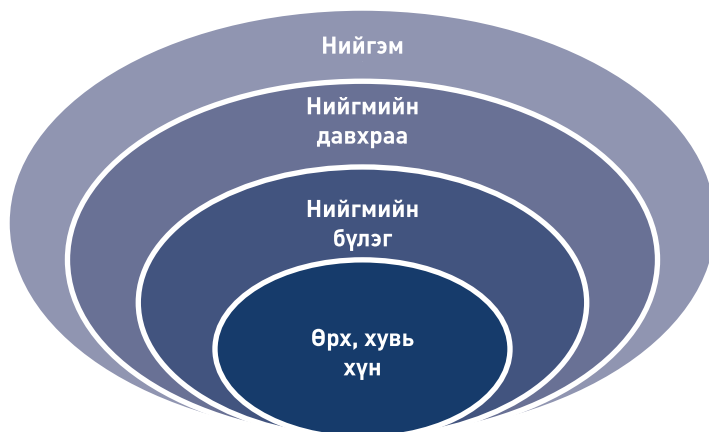 Нийгэм
Нийгмийн
давхраа
Нийгмийн
бүлэг
Өрх, хувь
хүн